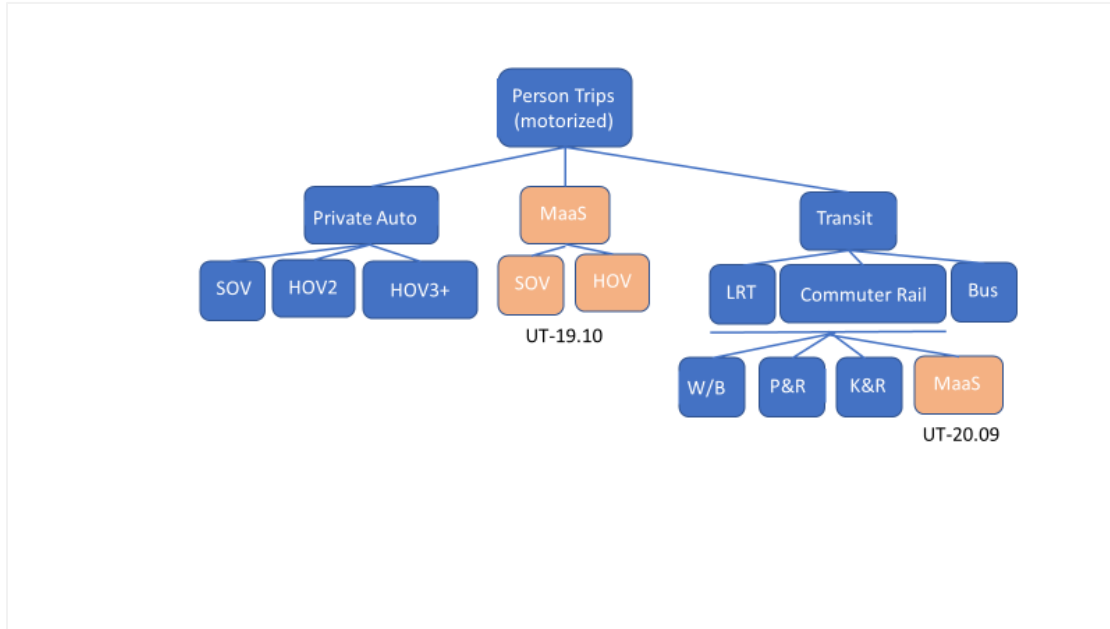 Person Trips
(motorized)
Private Auto
MaaS
Transit
SOV
HOV2
HOV3+
SOV
HOV
LRT
Commuter Rail
Bus
UT-19.10
W/B
P&R
K&R
MaaS
UT-20.09